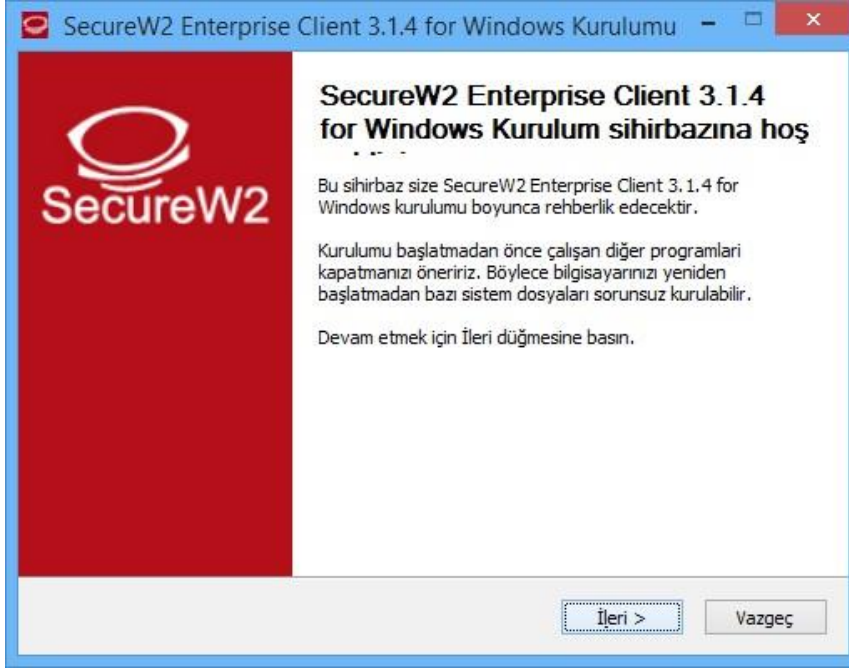 SecureW2 Enterprise Client 3.1.4 for Windows Kurulumu
SecureW2
SecureW2 Enterprise Client 3.1.4
for Windows Kurulum sihirbazına hoş
Bu sihirbaz size SecureW2 Enterprise Client 3.1.4 for
Windows kurulumu boyunca rehberlik edecektir.
Kurulumu başlatmadan önce çalışan diğer programlari
kapatmanızı öneririz. Böylece bilgisayarınızı yeniden
başlatmadan bazı sistem dosyaları sorunsuz kurulabilir.
Devam etmek için İleri düğmesine basın.
İleri >
Vazgeç